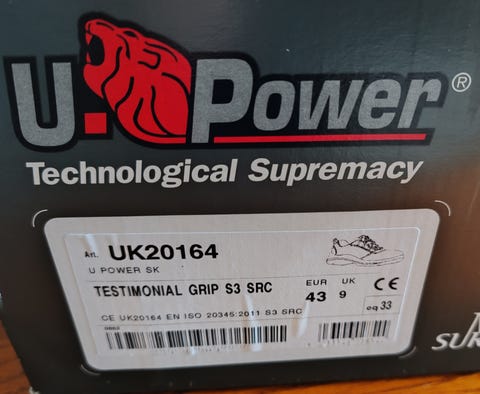 U.Power®
Technological Supremacy
Art. UK20164
U POWER SK
TESTIMONIAL GRIP S3 SRC
EUR UK
43 9
CE
eq 33
CE UK20164 EN ISO 20345:2011 S3 SRC